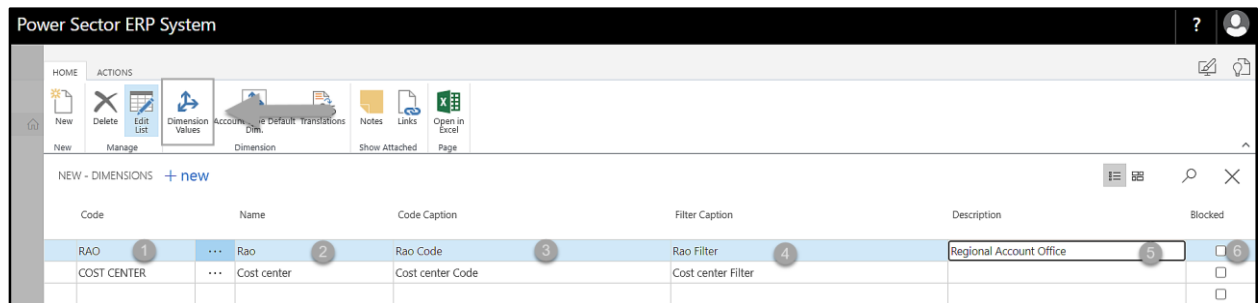 Power Sector ERP System ?
HOME ACTIONS
New Delete Edit List Dimension Values Dim. Default Translations Notes Links Open in Excel
New Manage Dimension Show Attached Page
NEW - DIMENSIONS + new
Code Name Code Caption Filter Caption Description Blocked
RAO 1 ... Rao 2 Rao Code 3 Rao Filter 4 Regional Account Office 5 6
COST CENTER ... Cost center Cost center Code Cost center Filter